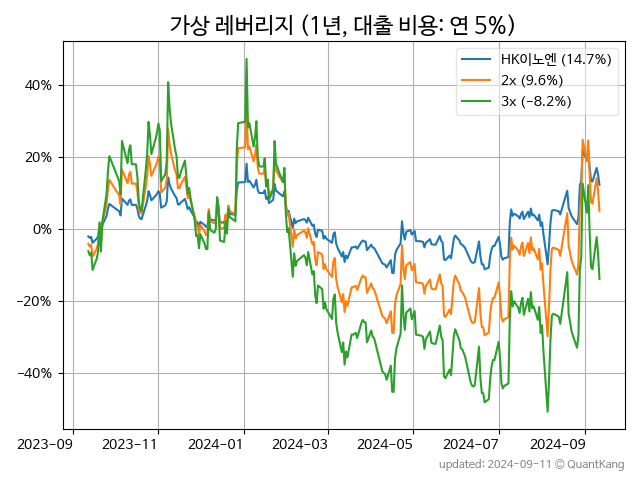 가상 레버리지 (1년, 대출 비용: 연 5%)
HK이노엔 (14.7%)
2x (9.6%)
3x (−8.2%)
40%
20%
0%
−20%
−40%
2023-09 2023-11 2024-01 2024-03 2024-05 2024-07 2024-09
updated: 2024-09-11 © QuantKang